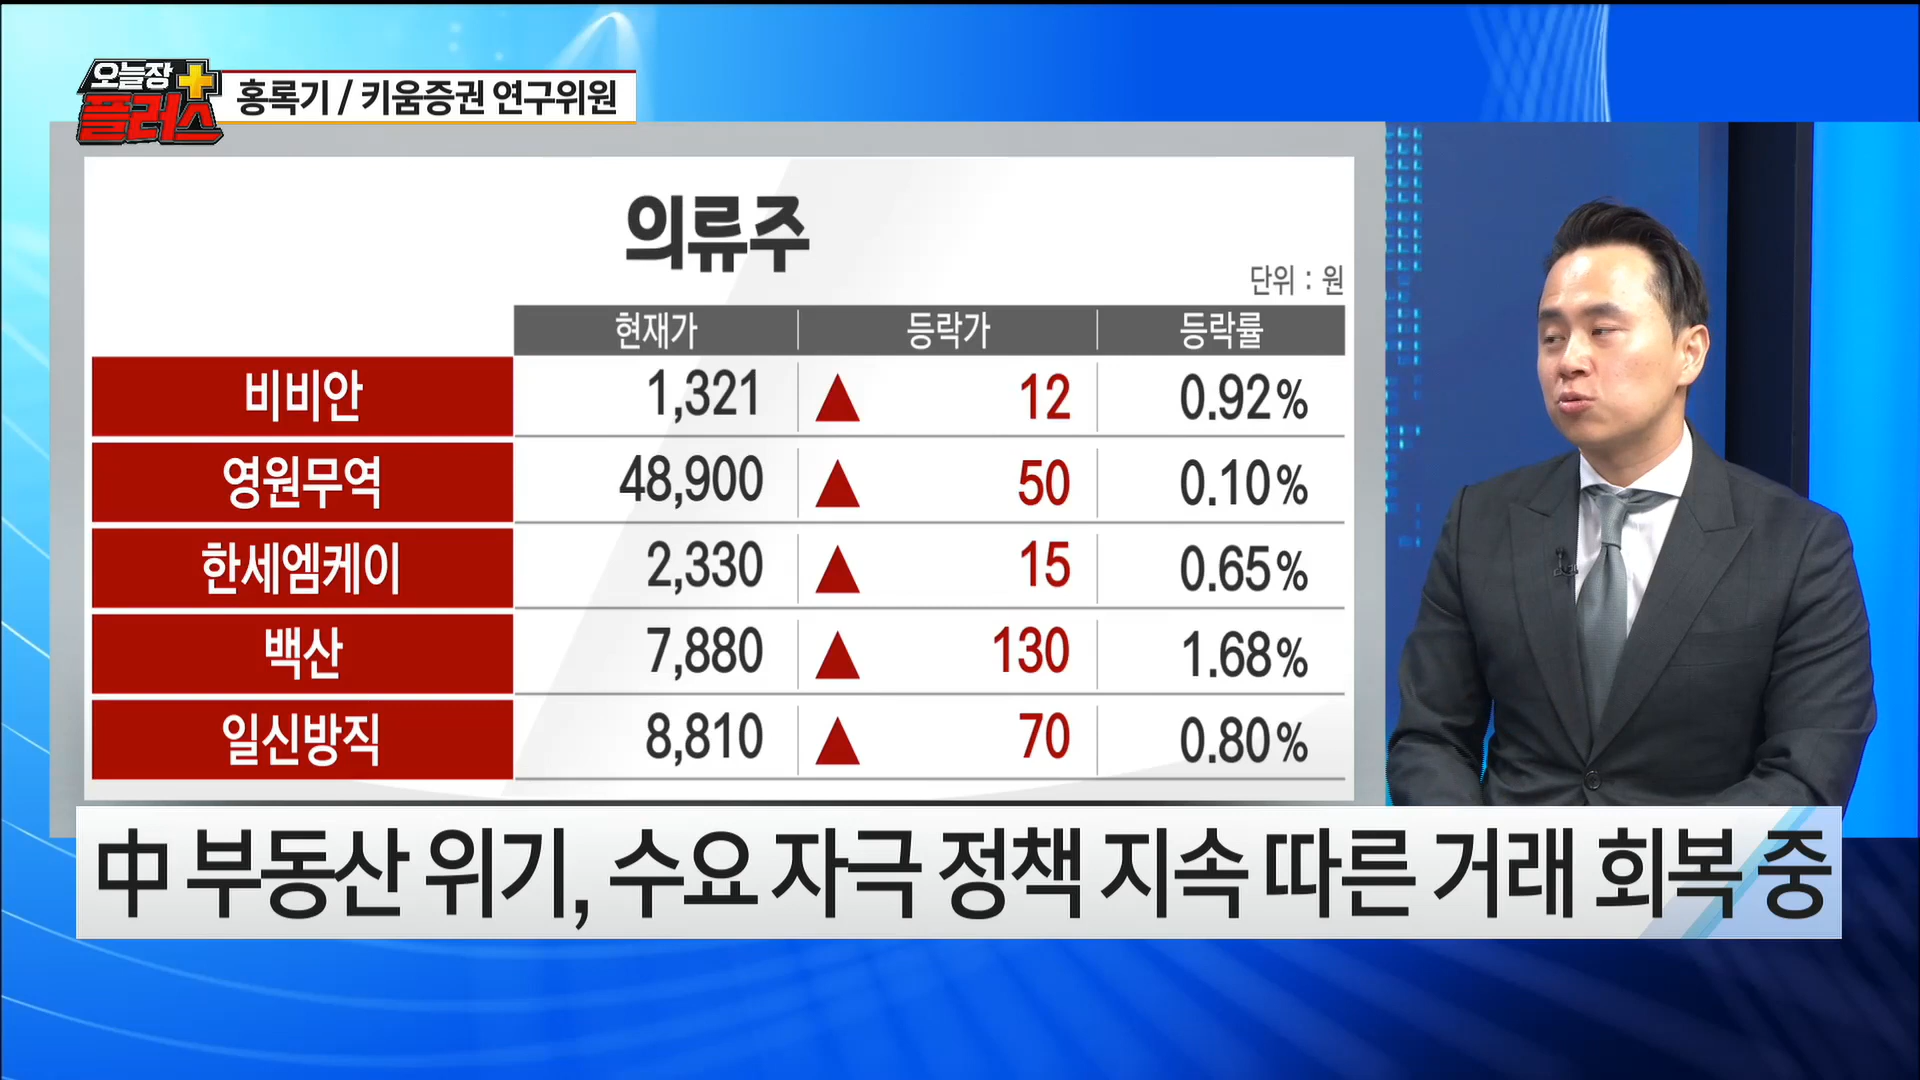 오늘장
플러스
홍록기 / 키움증권 연구위원
의류주
단위 : 원
현재가 등락가 등락률
비비안 1,321 ▲ 12 0.92%
영원무역 48,900 ▲ 50 0.10%
한세엠케이 2,330 ▲ 15 0.65%
백산 7,880 ▲ 130 1.68%
일신방직 8,810 ▲ 70 0.80%
中 부동산 위기, 수요 자극 정책 지속 따른 거래 회복 중